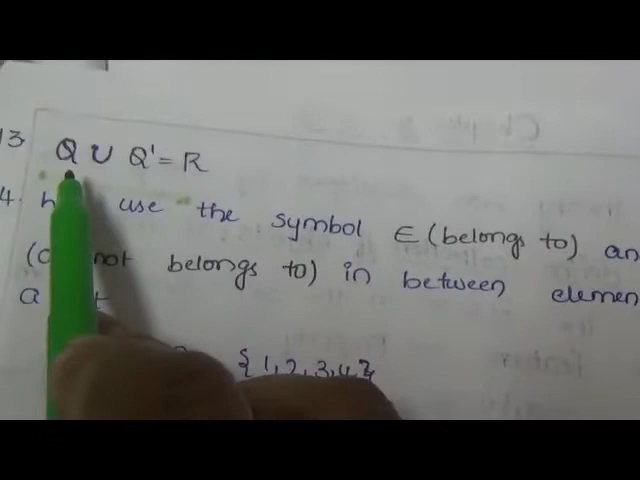 13. Q ∪ Q' = R
4. use the symbol ∈ (belongs to) an
not belongs to) in between elemen
a
{1,2,3,4}